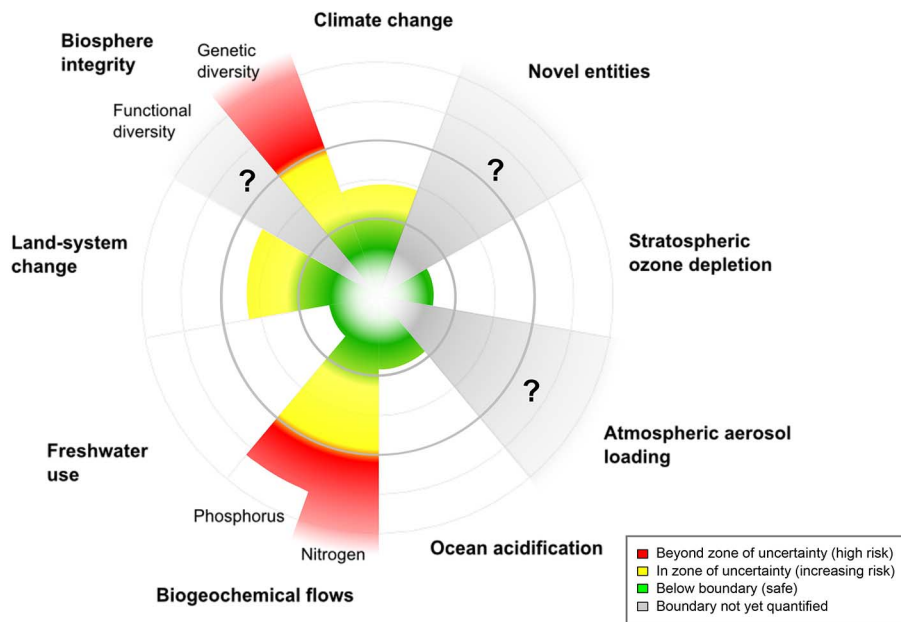 Climate change
Biosphere
integrity
Genetic
diversity
Novel entities
Functional
diversity
?
?
Land-system
change
Stratospheric
ozone depletion
?
Freshwater
use
Atmospheric aerosol
loading
Phosphorus
Nitrogen
Ocean acidification
Biogeochemical flows
Beyond zone of uncertainty (high risk)
In zone of uncertainty (increasing risk)
Below boundary (safe)
Boundary not yet quantified